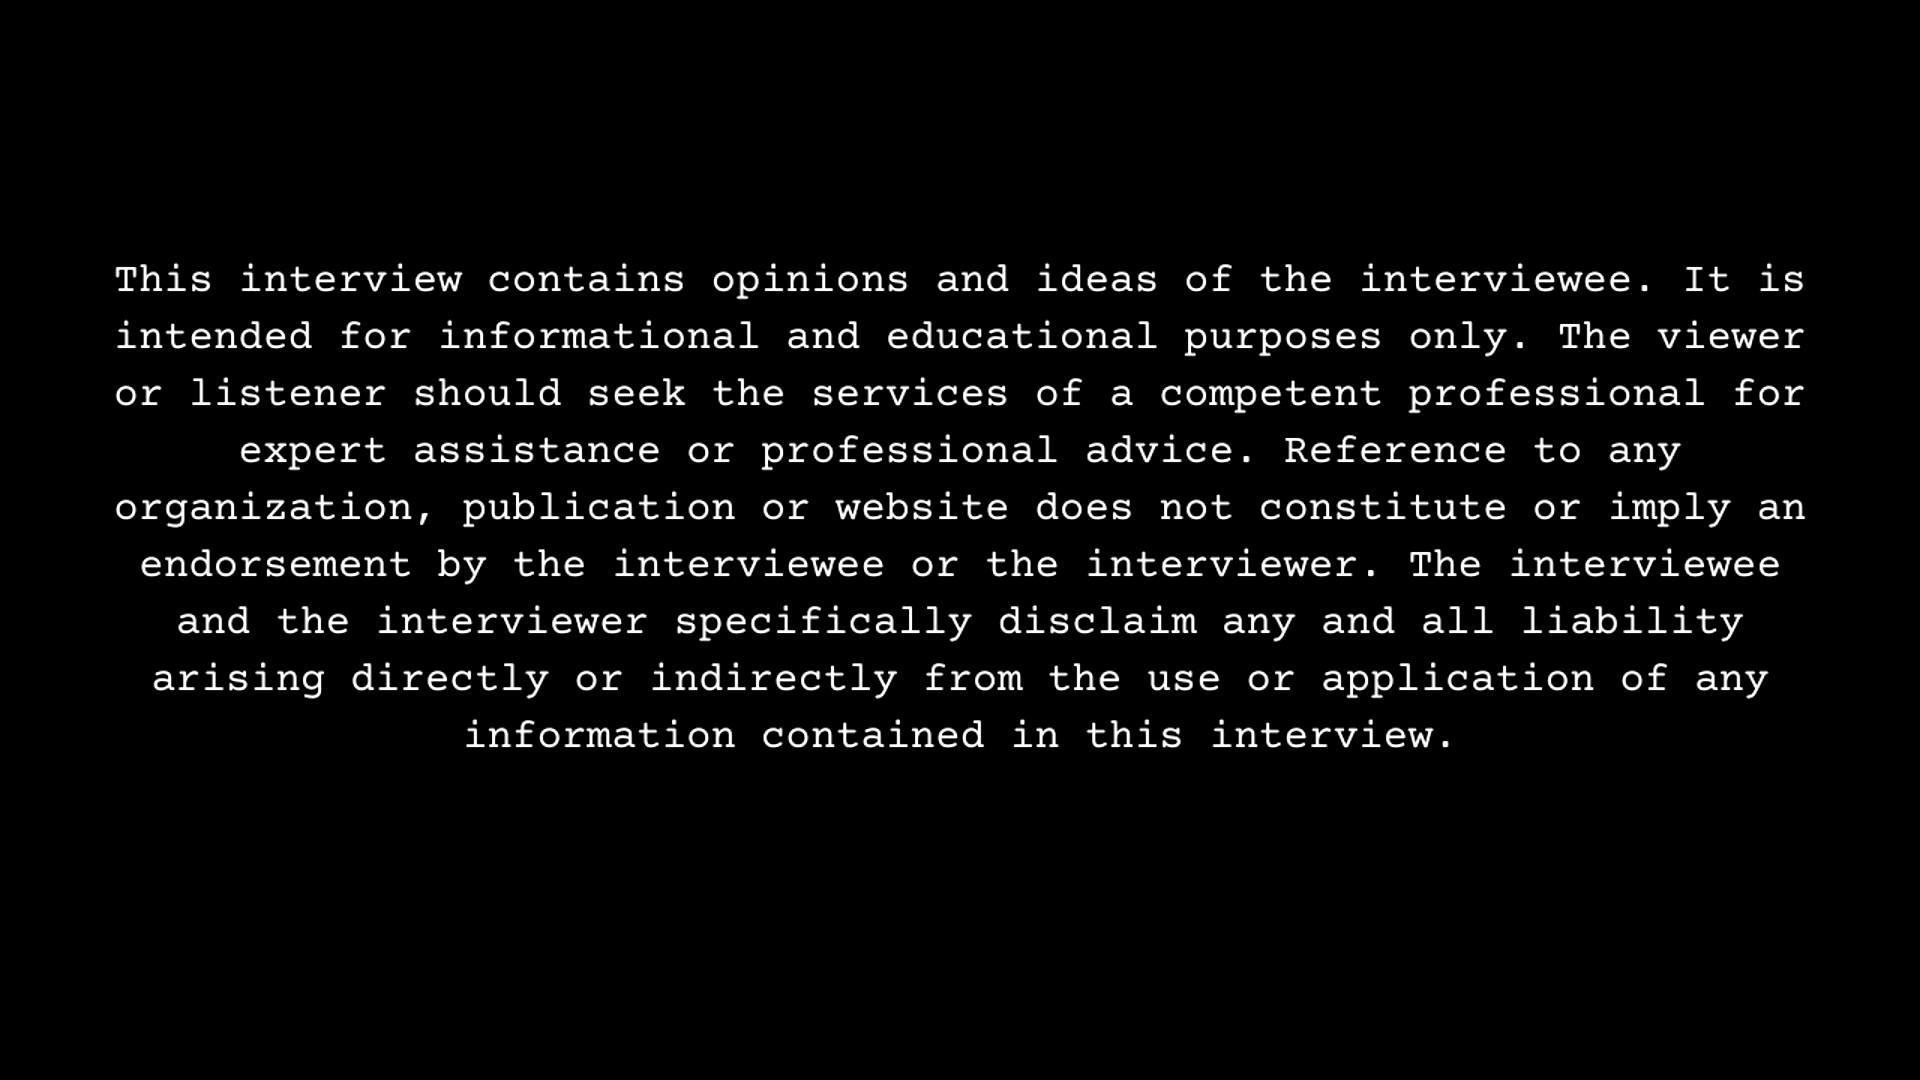 This interview contains opinions and ideas of the interviewee. It is
intended for informational and educational purposes only. The viewer
or listener should seek the services of a competent professional for
expert assistance or professional advice. Reference to any
organization, publication or website does not constitute or imply an
endorsement by the interviewee or the interviewer. The interviewee
and the interviewer specifically disclaim any and all liability
arising directly or indirectly from the use or application of any
information contained in this interview.